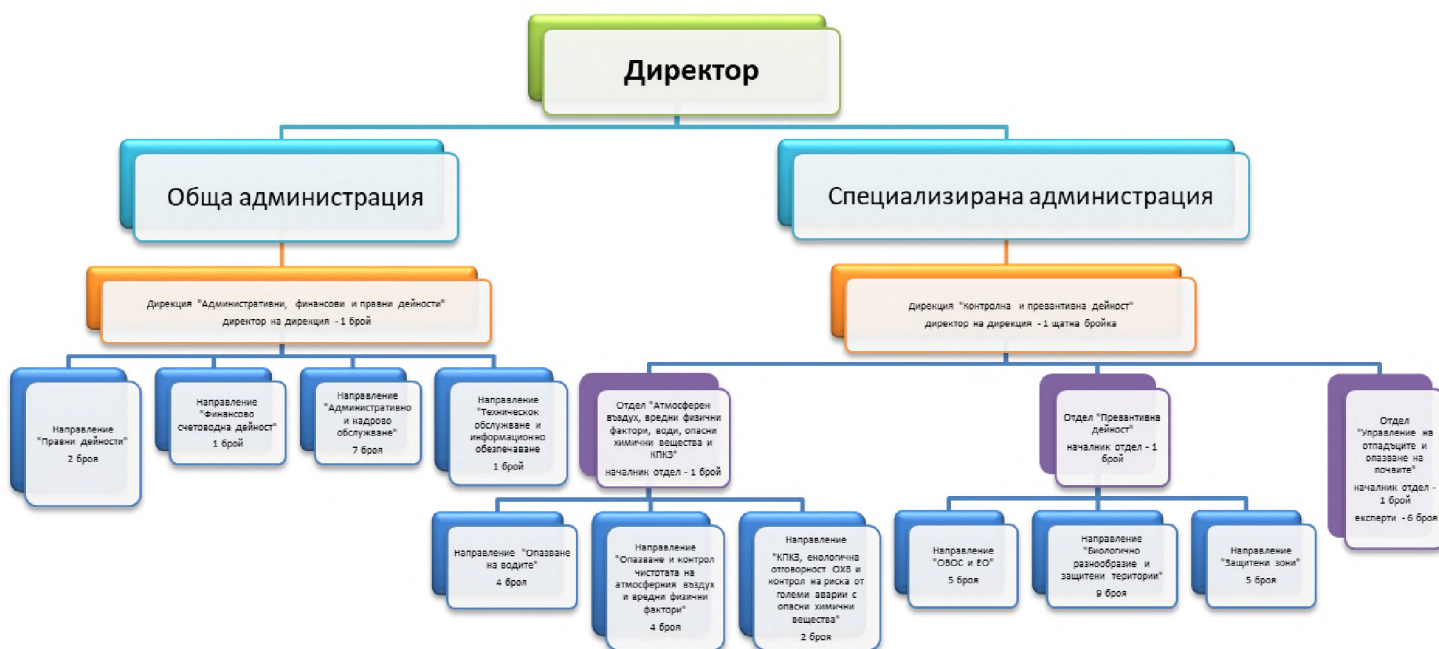 Директор
Обща администрация
Специализирана администрация
Дирекция "Административни, финансови и правни дейности"
директор на дирекция - 1 брой
Дирекция "Контролна и превантивна дейност"
директор на дирекция - 1 щатна бройка
Направление
"Правни дейности"
2 броя
Направление
"Финансово
счетоводна дейност"
1 брой
Направление
"Административно
и кадрово
обслужване"
7 броя
Направление
"Техническок
обслужване и
информационно
обезпечаване
1 брой
Отдел "Атмосферен
въздух, вредни физични
фактори, води, опасни
химични вещества и
КПКЗ"
началник отдел - 1 брой
Отдел "Превантивна
дейност"
началник отдел - 1
брой
Отдел
"Управление на
отпадъците и
опазване на
почвите"
началник отдел -
1 брой
експерти - 6 броя
Направление "Опазване
на водите"
4 броя
Направление
"Опазване и контрол
чистотата на
атмосферния въздух
и вредни физични
фактори"
4 броя
Направление
"КПКЗ, екологична
отговорност ОХВ и
контрол на риска от
големи аварии с
опасни химични
вещества"
2 броя
Направление
"ОВОС и ЕО"
5 броя
Направление
"Биологично
разнообразие и
защитени територии"
9 броя
Направление
"Защитени зони"
5 броя